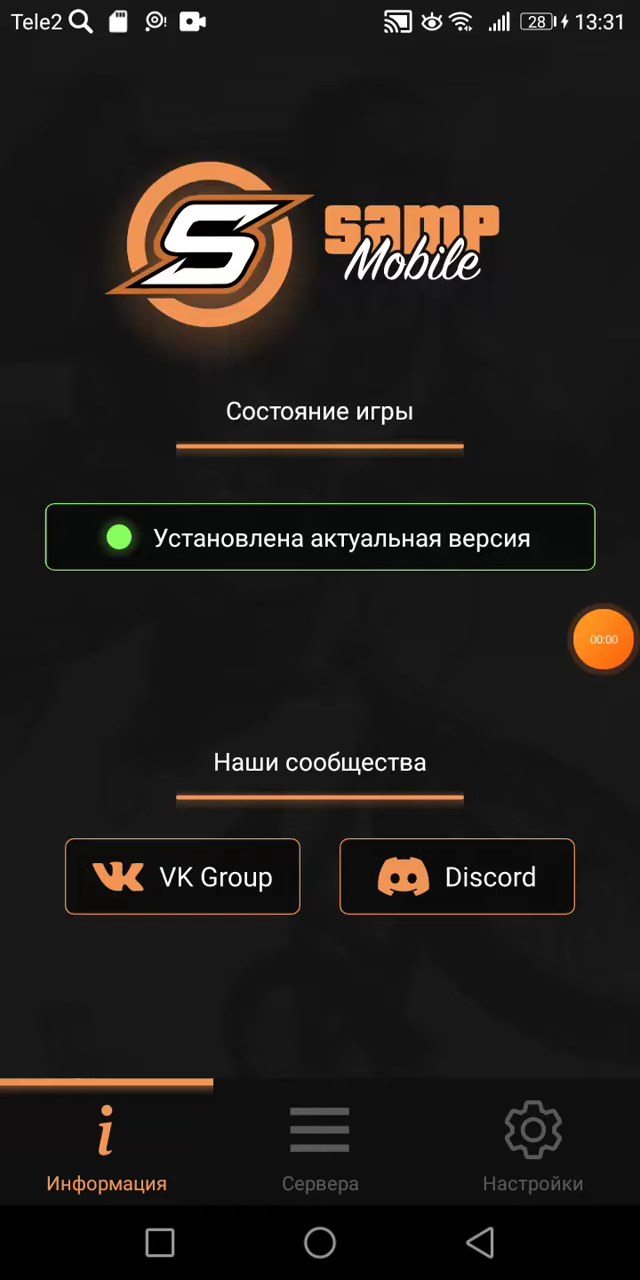 Tele2 28 13:31
S
samp
Mobile
Состояние игры
Установлена актуальная версия
00:00
Наши сообщества
VK Group Discord
Информация Сервера Настройки